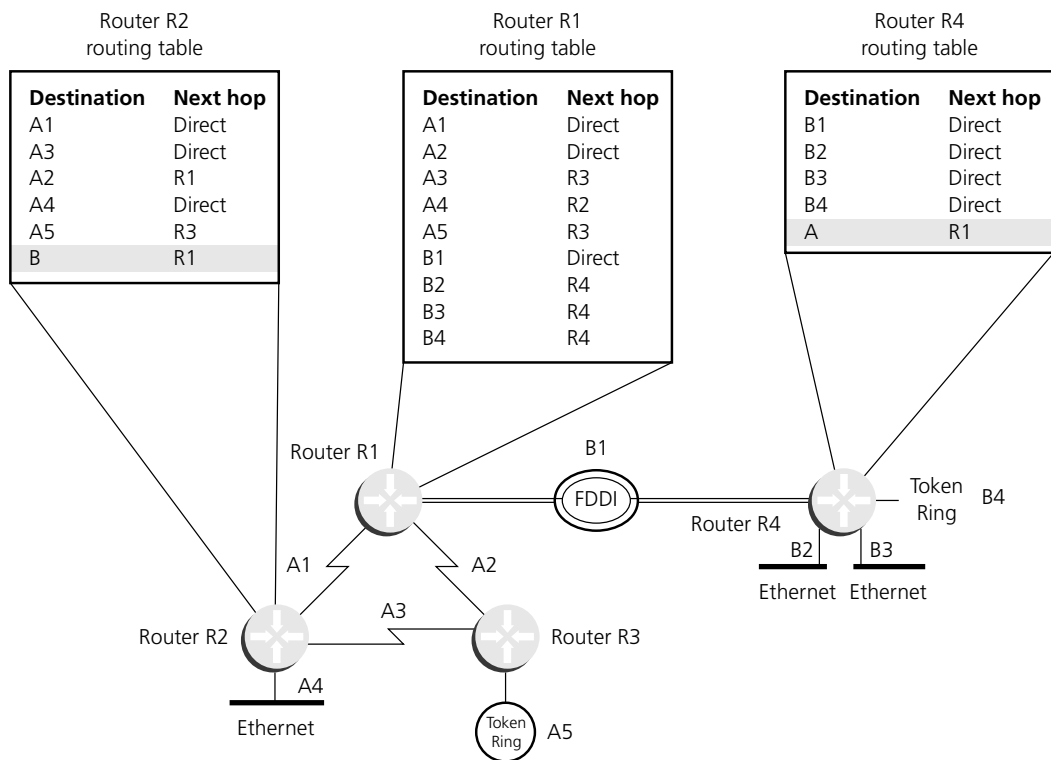 Router R2
routing table
Destination Next hop
A1 Direct
A3 Direct
A2 R1
A4 Direct
A5 R3
B R1
Router R1
routing table
Destination Next hop
A1 Direct
A2 Direct
A3 R3
A4 R2
A5 R3
B1 Direct
B2 R4
B3 R4
B4 R4
Router R4
routing table
Destination Next hop
B1 Direct
B2 Direct
B3 Direct
B4 Direct
A R1
Router R1
B1
FDDI
Router R4
Token
Ring
B4
B2
B3
Ethernet
Ethernet
A1
A2
A3
Router R2
Router R3
A4
Ethernet
Token
Ring
A5